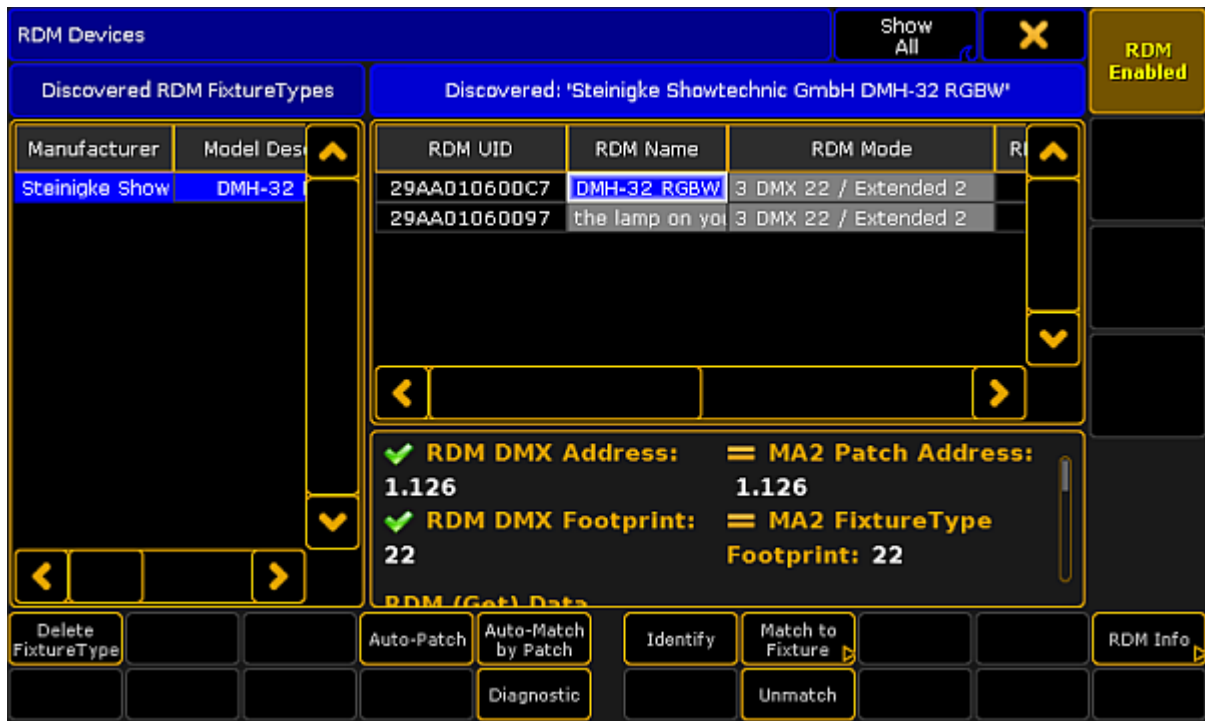 RDM Devices
Show
All
RDM
Enabled
Discovered RDM FixtureTypes
Discovered: 'Steinigke Showtechnic GmbH DMH-32 RGBW'
Manufacturer Model Des
RDM UID RDM Name RDM Mode
Steinigke Show DMH-32
29AA010600C7 DMH-32 RGBW 3 DMX 22 / Extended 2
29AA01060097 the lamp on you 3 DMX 22 / Extended 2
RDM DMX Address: = MA2 Patch Address:
1.126 1.126
RDM DMX Footprint: = MA2 FixtureType
22 Footprint: 22
RDM (Get) Data
Delete
FixtureType
Auto-Patch
Auto-Match
by Patch
Identify
Match to
Fixture
RDM Info
Diagnostic
Unmatch